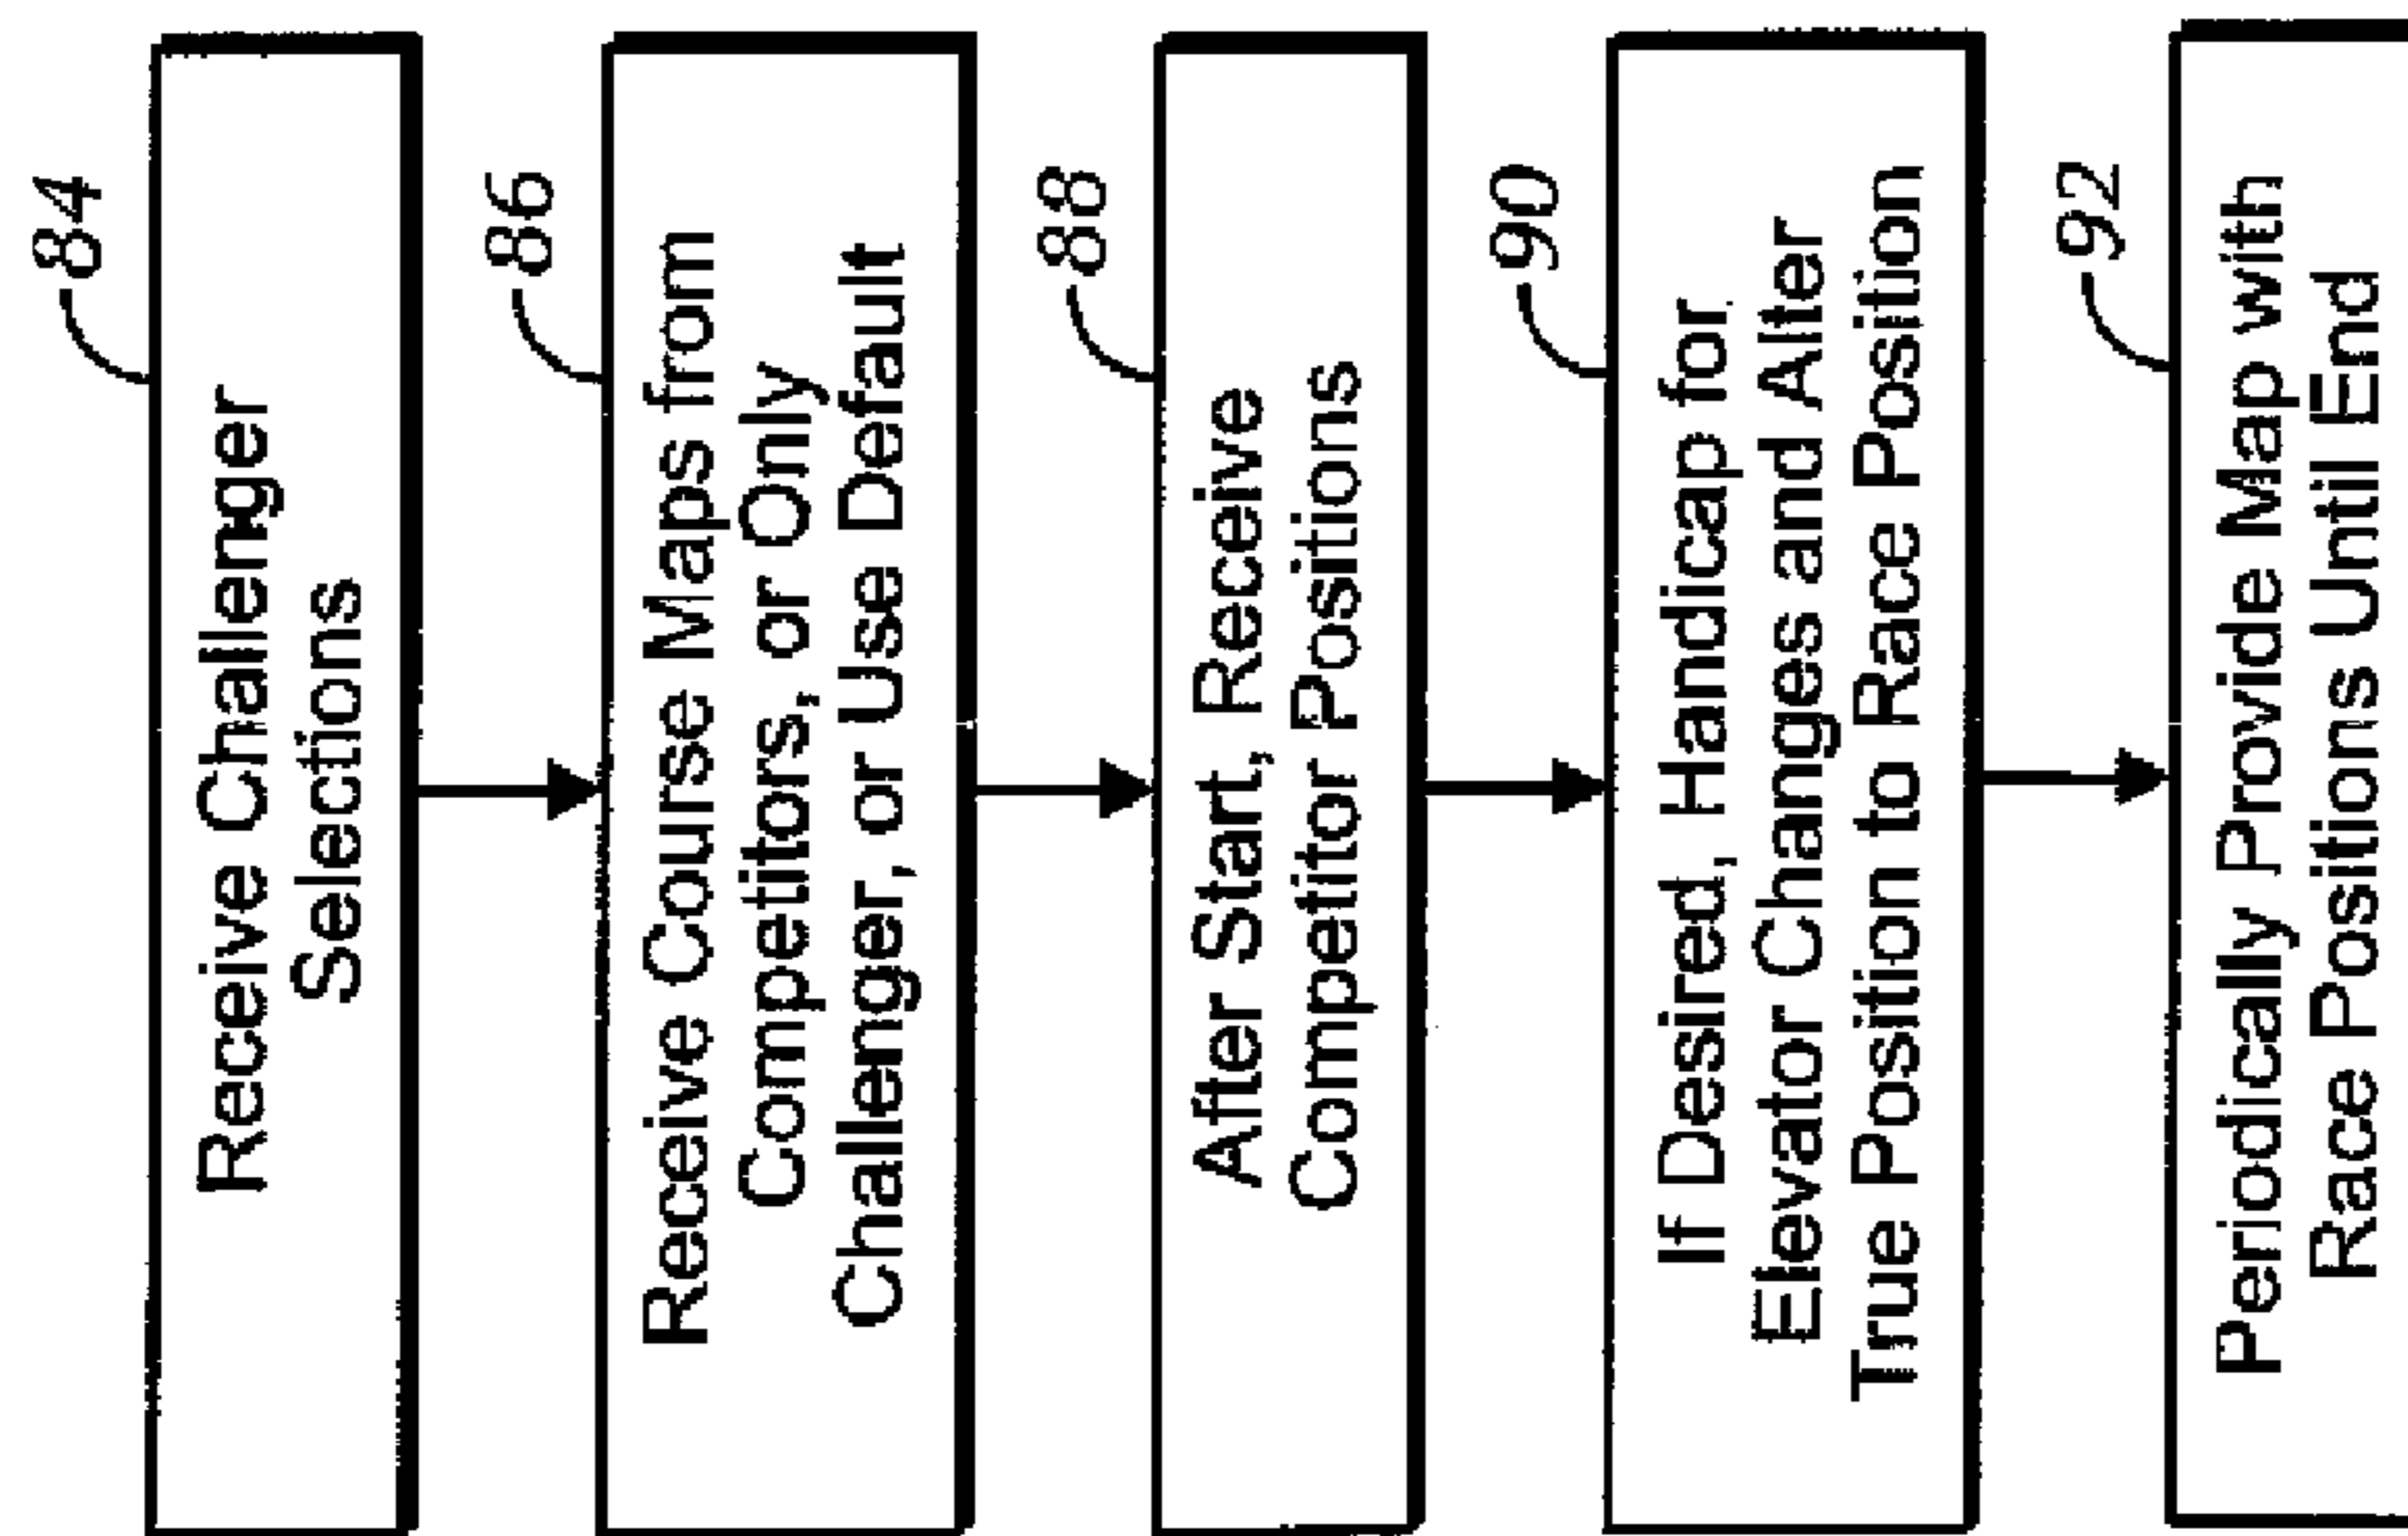 84
Receive Challenger
Selections
86
Receive Course Maps from
Competitors, or Only
Challenger, or Use Default
88
After Start, Receive
Competitor Positions
90
If Desired, Handicap for
Elevator Changes and Alter
True Position to Race Position
92
Periodically Provide Map with
Race Positions Until End